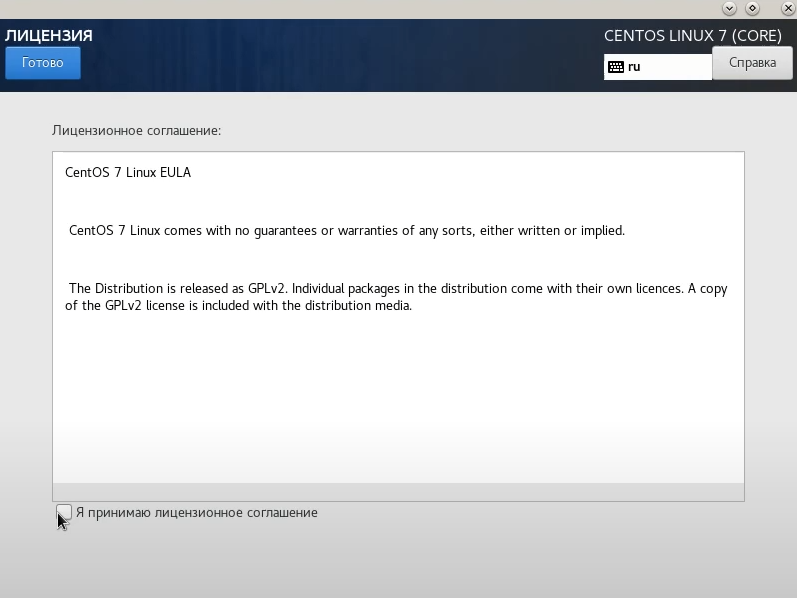 ЛИЦЕНЗИЯ
CENTOS LINUX 7 (CORE)
Готово
ru
Справка
Лицензионное соглашение:
CentOS 7 Linux EULA
CentOS 7 Linux comes with no guarantees or warranties of any sorts, either written or implied.
The Distribution is released as GPLv2. Individual packages in the distribution come with their own licences. A copy
of the GPLv2 license is included with the distribution media.
Я принимаю лицензионное соглашение